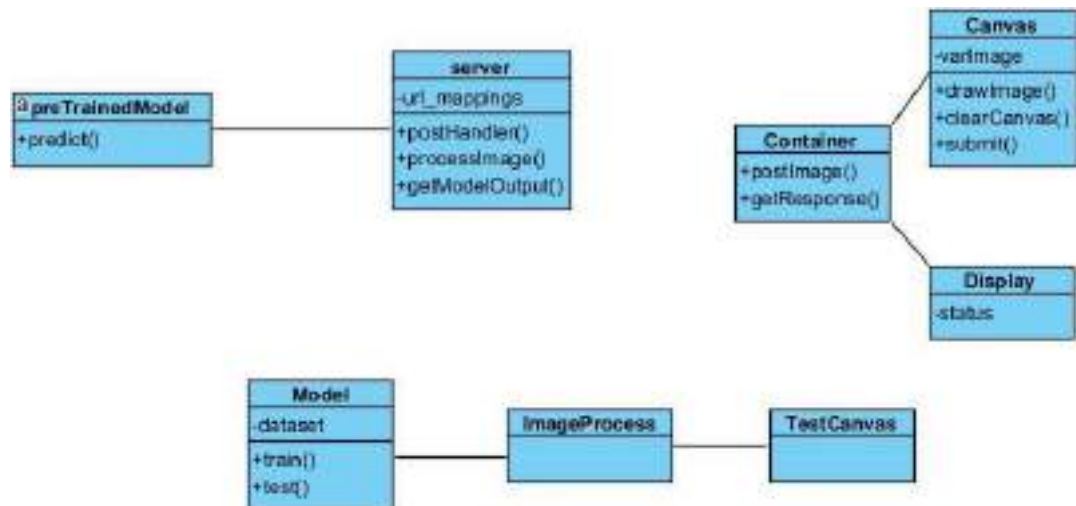 a preTrainedModel
+predict()
server
-url_mappings
+postHandler()
+processImage()
+getModelOutput()
Container
+postImage()
+getResponse()
Canvas
-varImage
+drawImage()
+clearCanvas()
+submit()
Display
-status
Model
-dataset
+train()
+test()
ImageProcess
TestCanvas